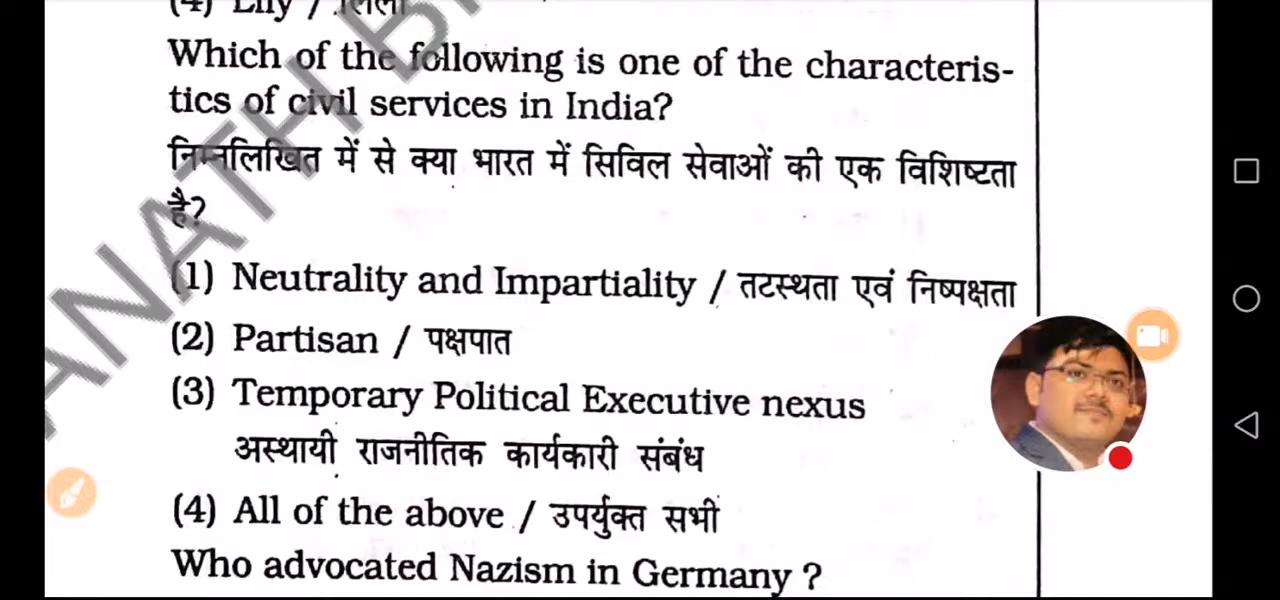 (4) Lily / लिली
Which of the following is one of the characteris-
tics of civil services in India?
निम्नलिखित में से क्या भारत में सिविल सेवाओं की एक विशिष्टता
है?
(1) Neutrality and Impartiality / तटस्थता एवं निष्पक्षता
(2) Partisan / पक्षपात
(3) Temporary Political Executive nexus
अस्थायी राजनीतिक कार्यकारी संबंध
(4) All of the above / उपर्युक्त सभी
Who advocated Nazism in Germany ?